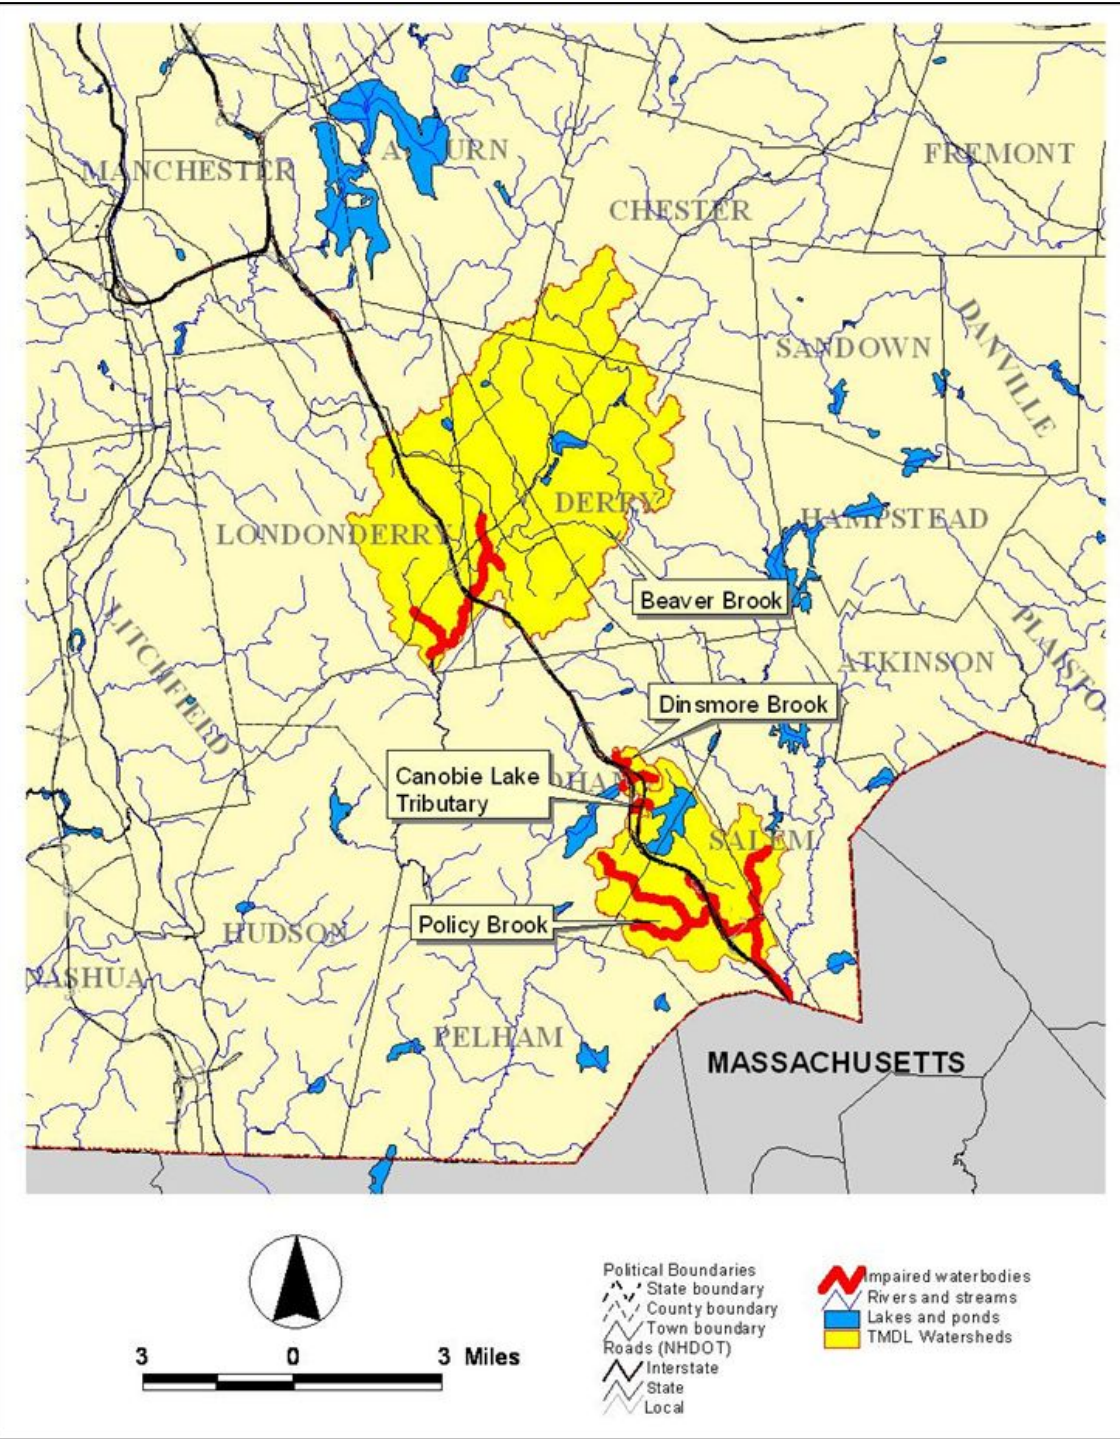 MANCHESTER
FREMONT
CHESTER
SANDOWN
DANVILLE
DERRY
HAMPSTEAD
LONDONDERRY
Beaver Brook
LITCHFIELD
ATKINSON
Dinsmore Brook
Canobie Lake
Tributary
SALEM
Policy Brook
HUDSON
NASHUA
PELHAM
MASSACHUSETTS
3 0 3 Miles
Political Boundaries
State boundary
County boundary
Town boundary
Roads (NHDOT)
Interstate
State
Local
Impaired waterbodies
Rivers and streams
Lakes and ponds
TMDL Watersheds